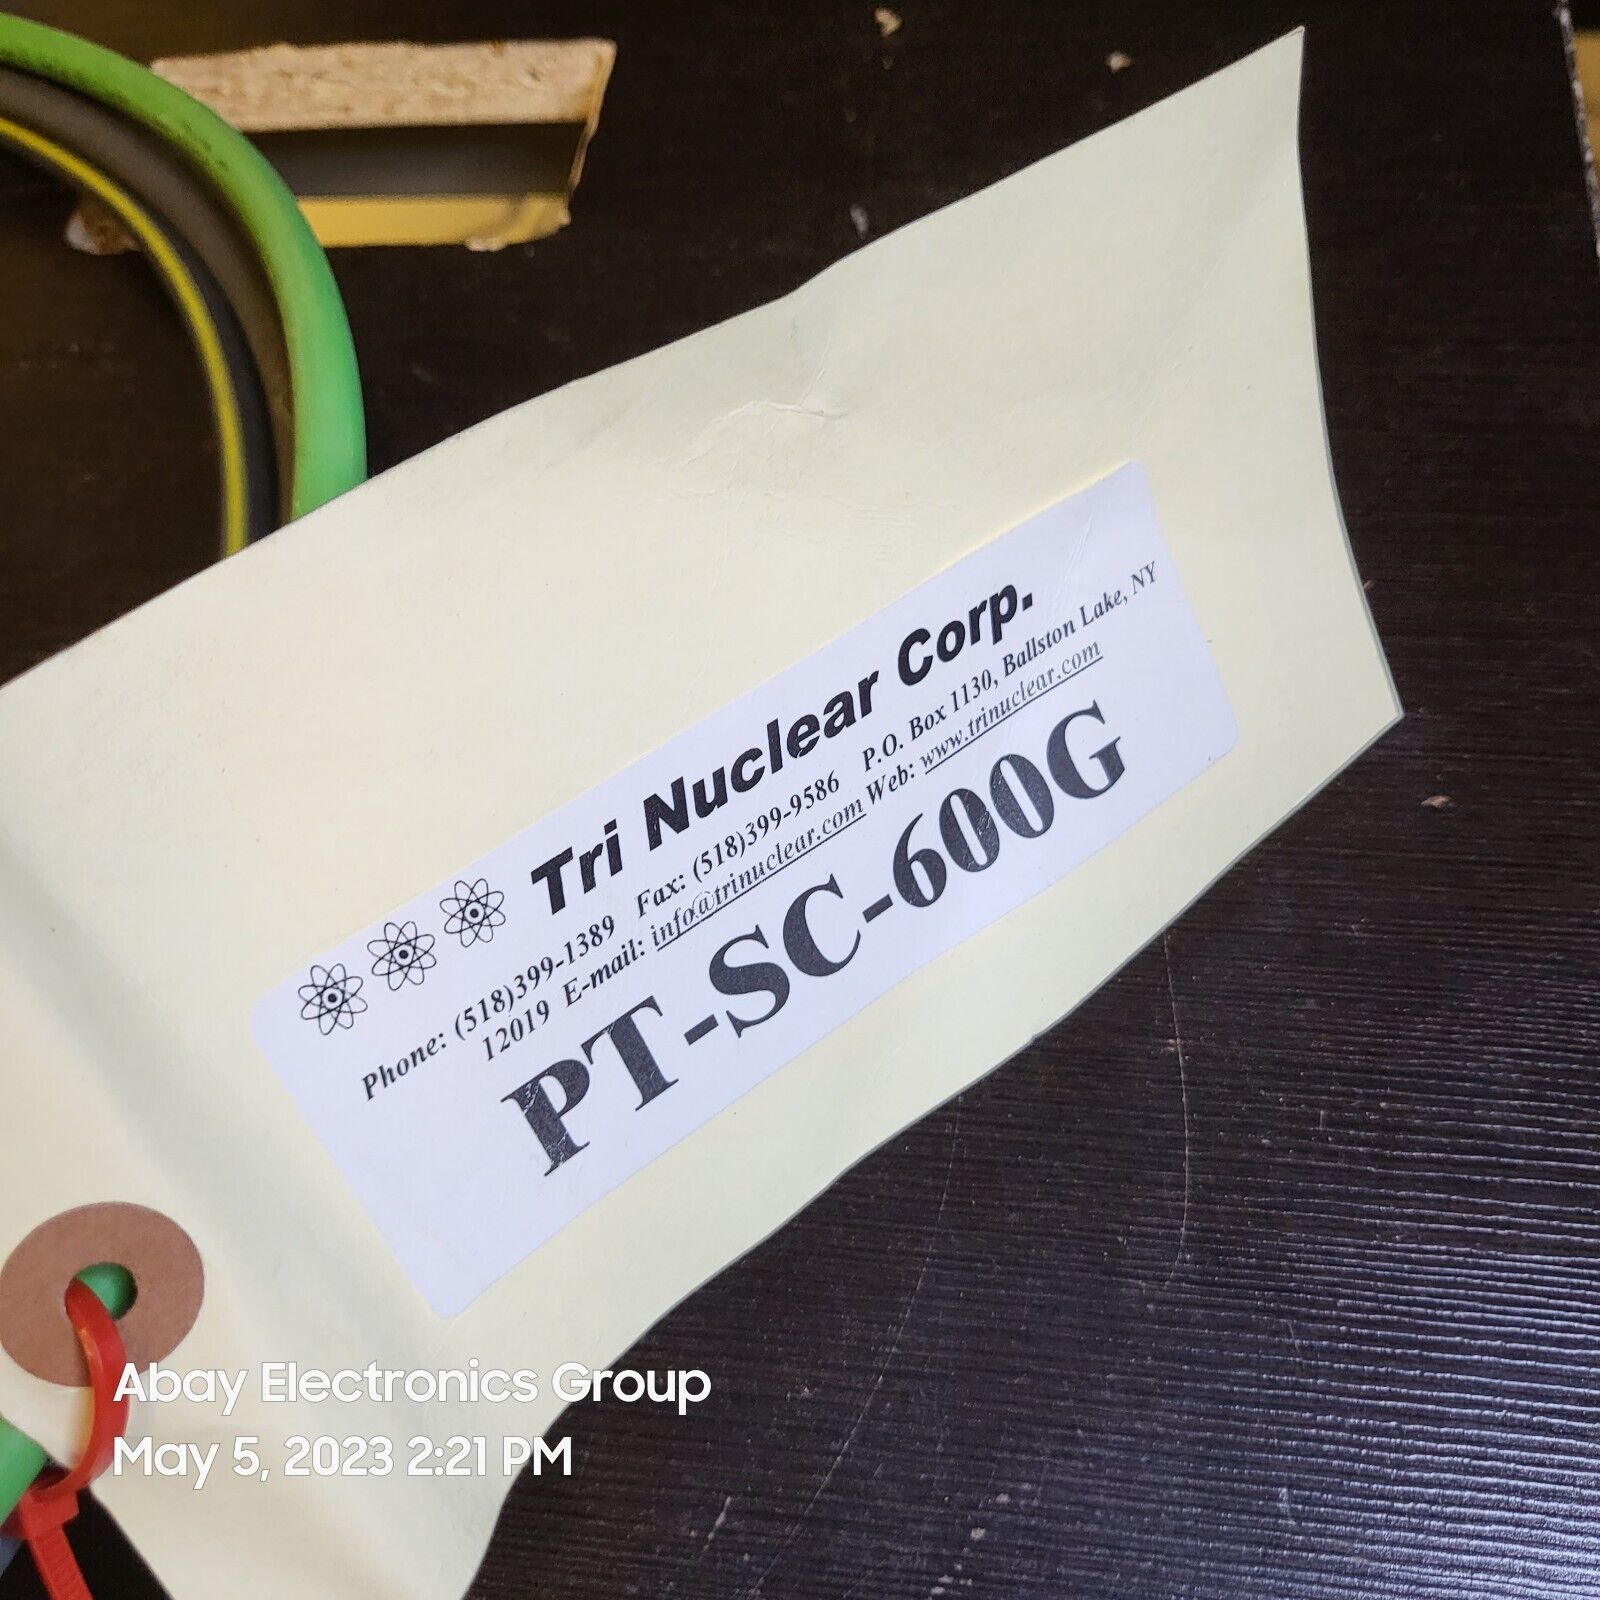 Tri Nuclear Corp.
Phone: (518)399-1389 Fax: (518)399-9586 P.O. Box 1130, Ballston Lake, NY
12019 E-mail: info@trinuclear.com Web: www.trinuclear.com
PT-SC-600G
Abay Electronics Group
May 5, 2023 2:21 PM